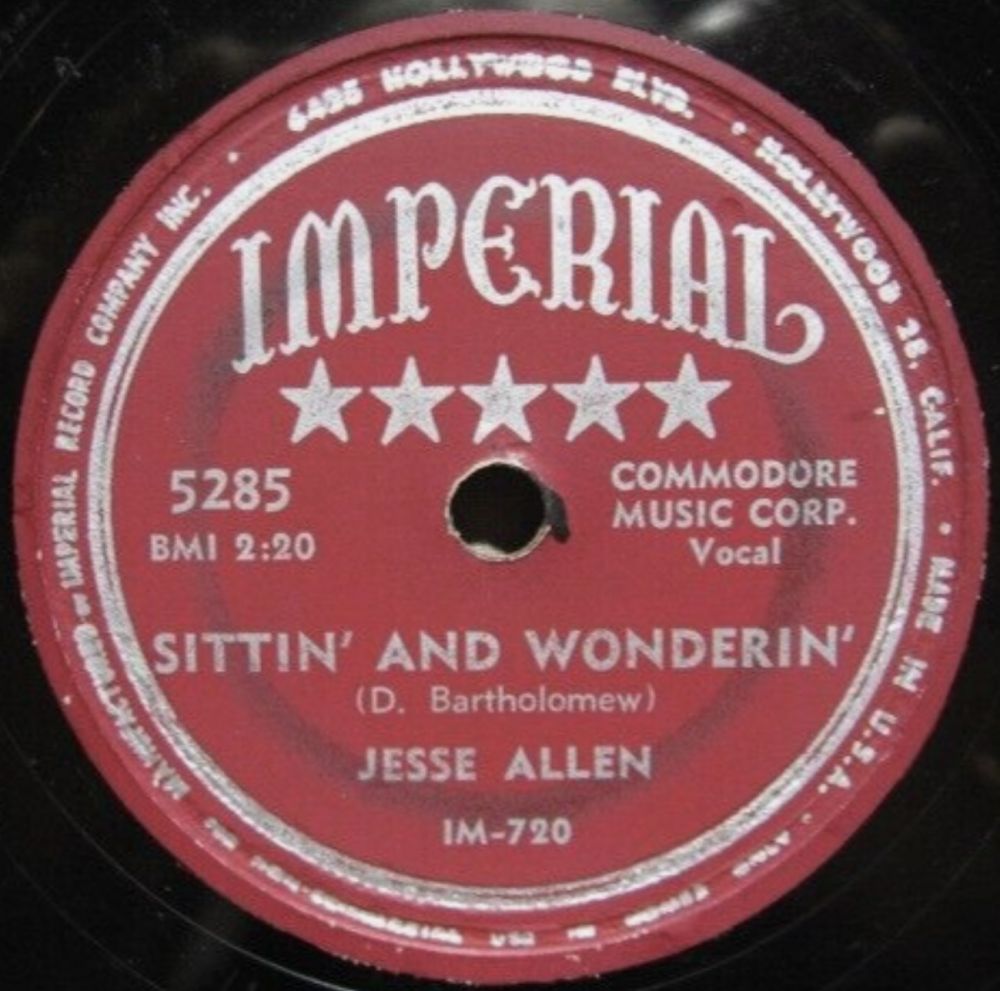 IMPERIAL RECORD COMPANY INC. • 6425 HOLLYWOOD BLVD. • HOLLYWOOD 28, CALIF. • MADE IN U.S.A.
IMPERIAL
5285
BMI 2:20
COMMODORE
MUSIC CORP.
Vocal
SITTIN' AND WONDERIN'
(D. Bartholomew)
JESSE ALLEN
IM-720